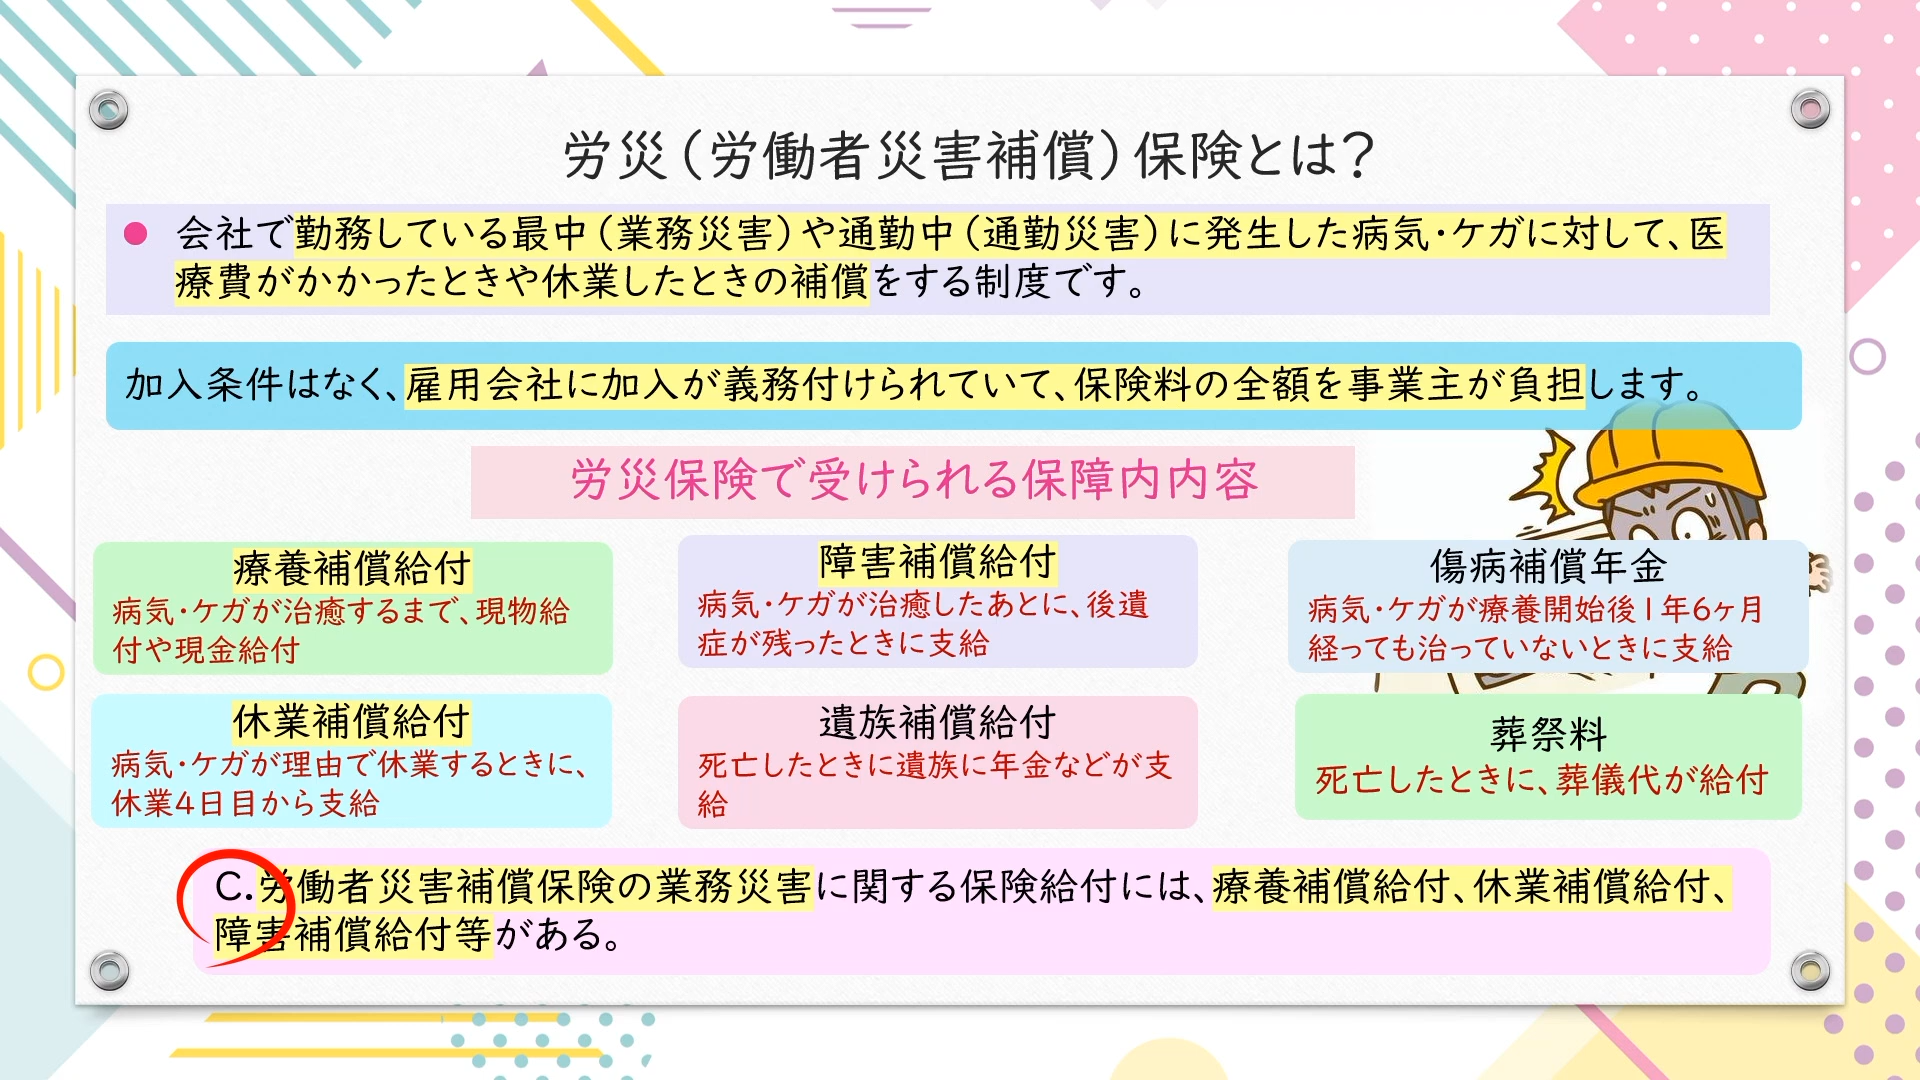 労災（労働者災害補償）保険とは？
会社で勤務している最中（業務災害）や通勤中（通勤災害）に発生した病気・ケガに対して、医
療費がかかったときや休業したときの補償をする制度です。
加入条件はなく、雇用会社に加入が義務付けられていて、保険料の全額を事業主が負担します。
労災保険で受けられる保障内内容
療養補償給付
病気・ケガが治癒するまで、現物給
付や現金給付
障害補償給付
病気・ケガが治癒したあとに、後遺
症が残ったときに支給
傷病補償年金
病気・ケガが療養開始後1年6ヶ月
経っても治っていないときに支給
休業補償給付
病気・ケガが理由で休業するときに、
休業4日目から支給
遺族補償給付
死亡したときに遺族に年金などが支
給
葬祭料
死亡したときに、葬儀代が給付
C.労働者災害補償保険の業務災害に関する保険給付には、療養補償給付、休業補償給付、
障害補償給付等がある。